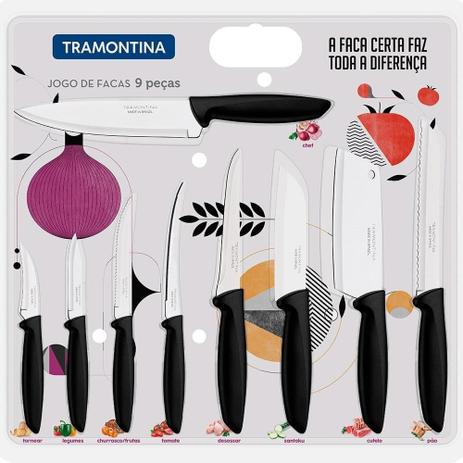 TRAMONTINA
A FACA CERTA FAZ
TODA A DIFERENÇA
JOGO DE FACAS 9 peças
chef
tornear
legumes
churrasco/frutas
tomate
desossar
santoku
cutelo
pão